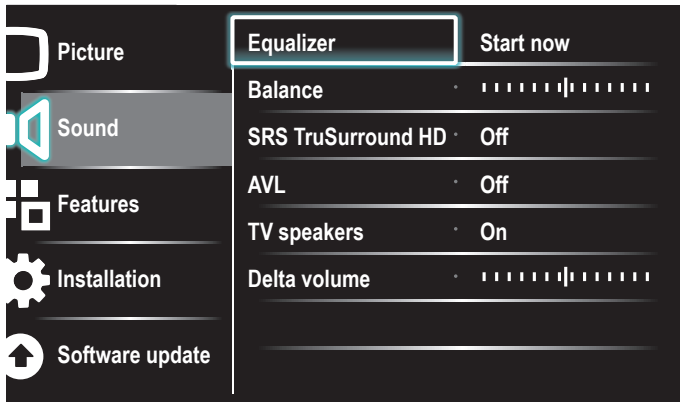 Picture
Sound
Features
Installation
Software update
Equalizer Start now
Balance
SRS TruSurround HD Off
AVL Off
TV speakers On
Delta volume